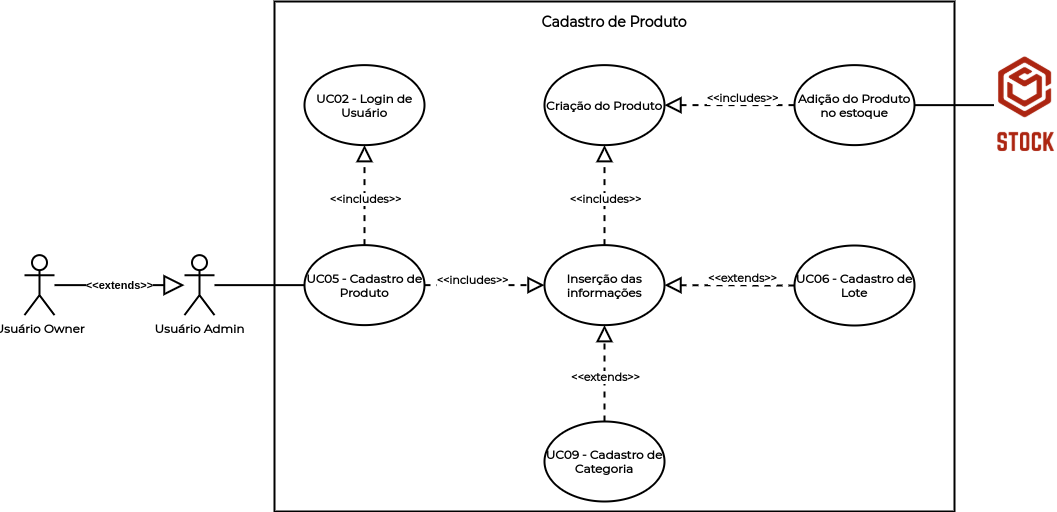 Cadastro de Produto
UC02 - Login de
Usuário
Criação do Produto
<<includes>>
Adição do Produto
no estoque
STOCK
<<includes>>
<<includes>>
Usuário Owner
<<extends>>
Usuário Admin
UC05 - Cadastro de
Produto
<<includes>>
Inserção das
informações
<<extends>>
UC06 - Cadastro de
Lote
<<extends>>
UC09 - Cadastro de
Categoria